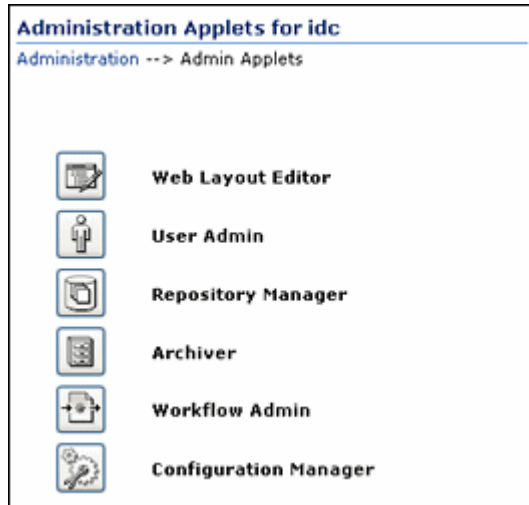 Administration Applets for idc
Administration --> Admin Applets
Web Layout Editor
User Admin
Repository Manager
Archiver
Workflow Admin
Configuration Manager